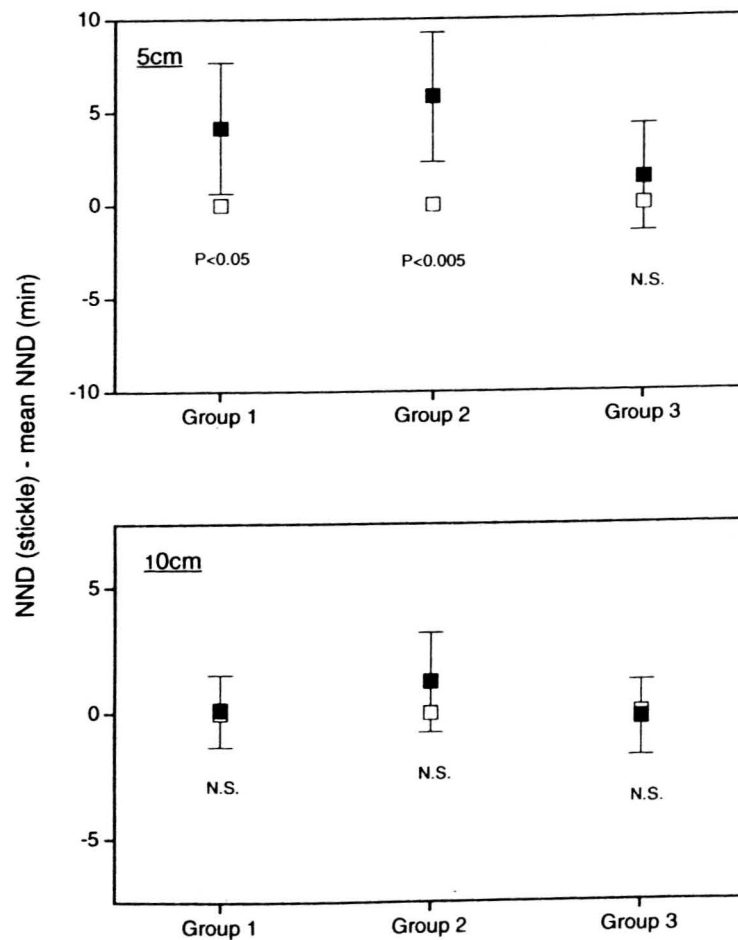 NND (stickle) - mean NND (min)
10
5cm
5
0
P<0.05
P<0.005
N.S.
-5
-10
Group 1
Group 2
Group 3
10cm
5
0
N.S.
N.S.
N.S.
-5
Group 1
Group 2
Group 3